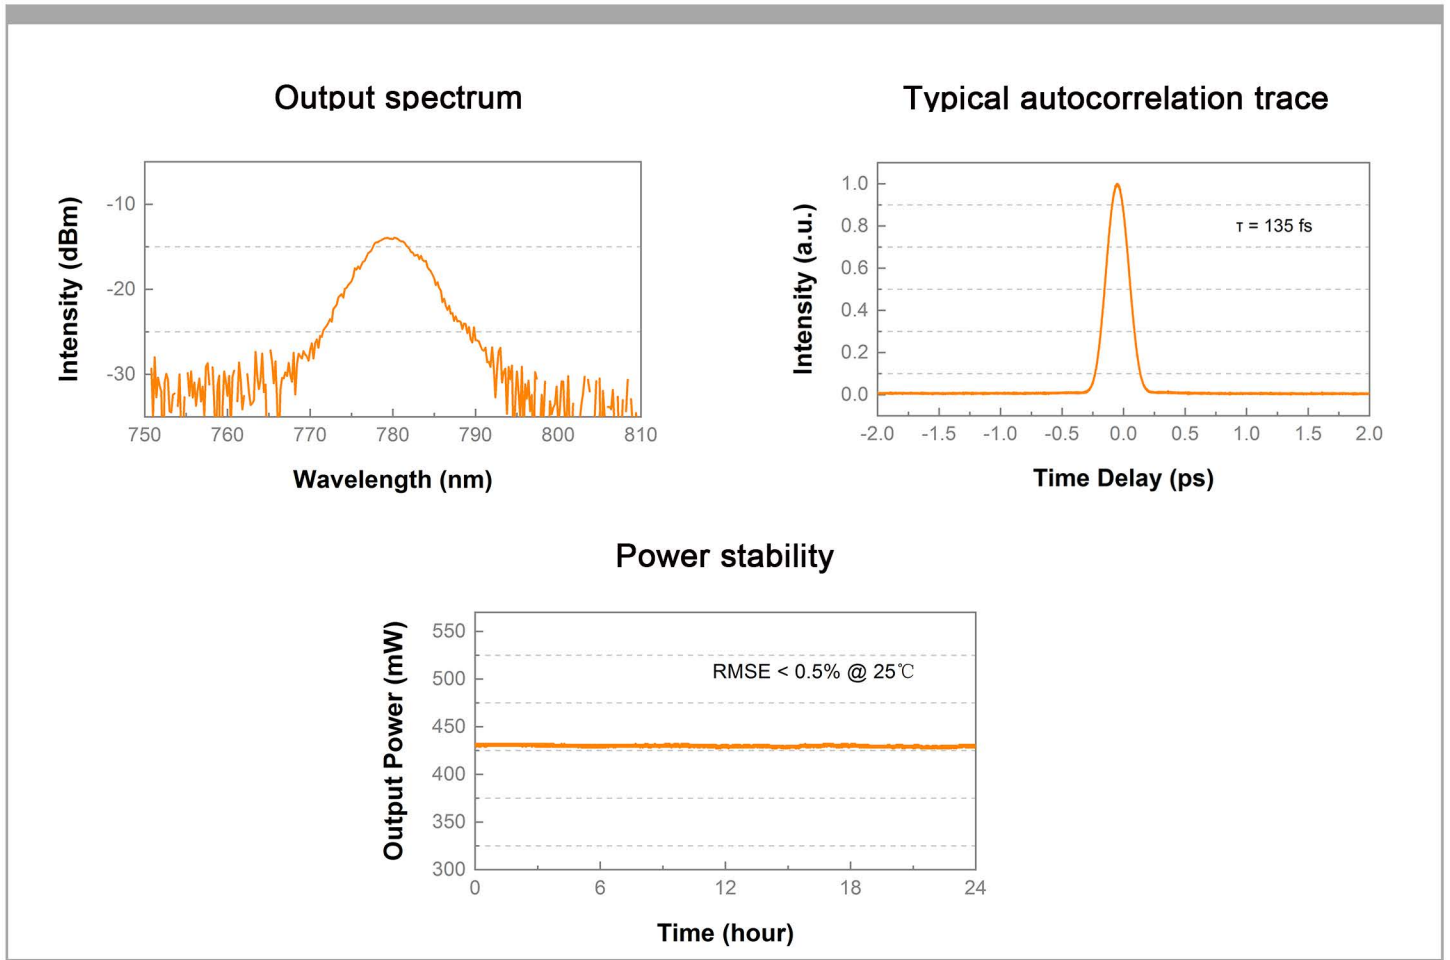 Output spectrum
Intensity (dBm)
-10
-20
-30
750 760 770 780 790 800 810
Wavelength (nm)
Typical autocorrelation trace
Intensity (a.u.)
1.0
0.8
0.6
0.4
0.2
0.0
τ = 135 fs
-2.0 -1.5 -1.0 -0.5 0.0 0.5 1.0 1.5 2.0
Time Delay (ps)
Power stability
Output Power (mW)
550
500
450
400
350
300
RMSE < 0.5% @ 25℃
0 6 12 18 24
Time (hour)